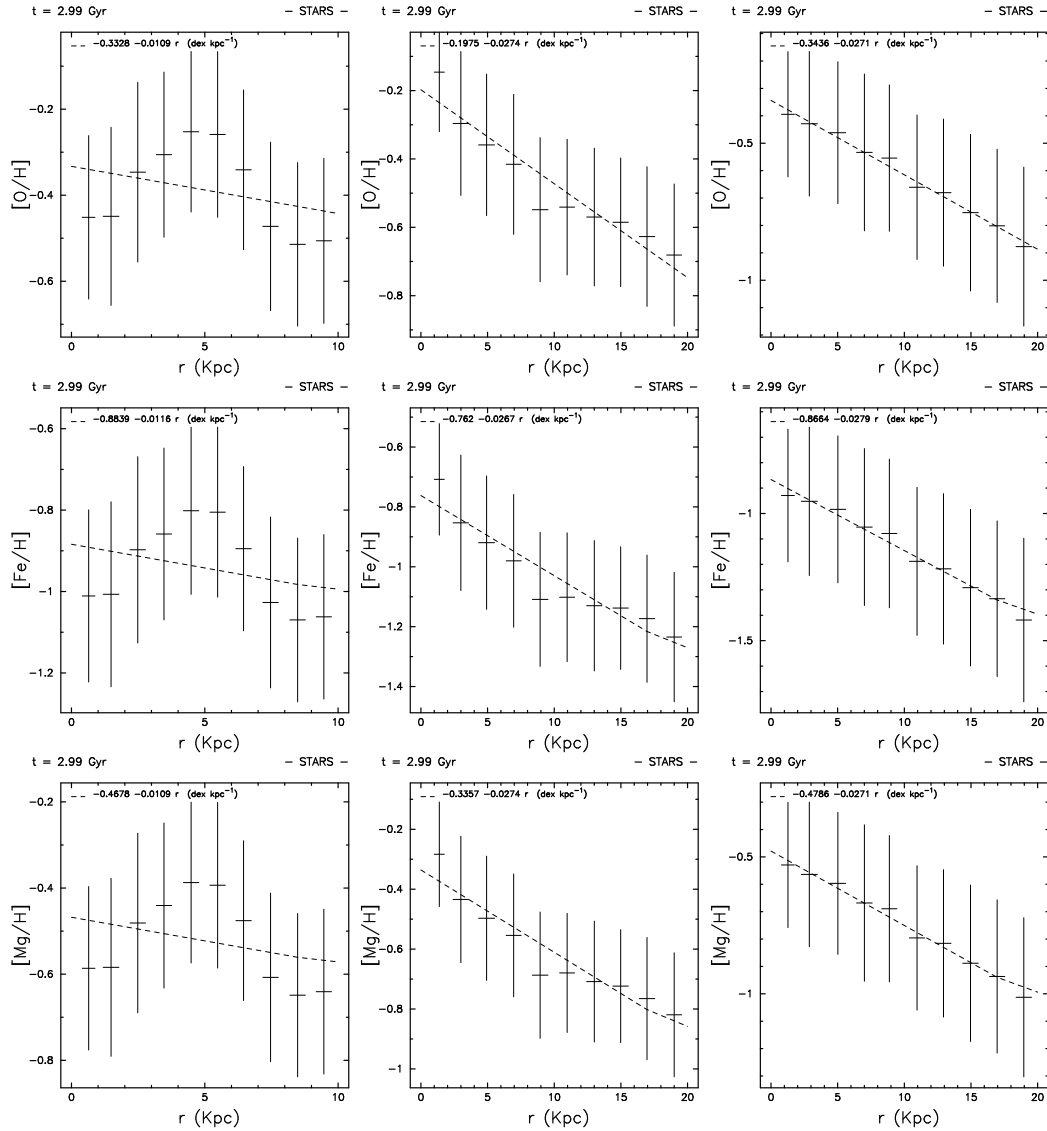 t = 2.99 Gyr — STARS — t = 2.99 Gyr — STARS — t = 2.99 Gyr — STARS —
−0.3328 −0.0109 r (dex kpc⁻¹) −0.1975 −0.0274 r (dex kpc⁻¹) −0.3436 −0.0271 r (dex kpc⁻¹)
[O/H] −0.2 −0.4 −0.6
[O/H] −0.2 −0.4 −0.6 −0.8
[O/H] −0.5 −1
0 5 10 0 5 10 15 20 0 5 10 15 20
r (Kpc) r (Kpc) r (Kpc)
t = 2.99 Gyr — STARS — t = 2.99 Gyr — STARS — t = 2.99 Gyr — STARS —
−0.8839 −0.0116 r (dex kpc⁻¹) −0.762 −0.0267 r (dex kpc⁻¹) −0.8664 −0.0279 r (dex kpc⁻¹)
[Fe/H] −0.6 −0.8 −1 −1.2
[Fe/H] −0.6 −0.8 −1 −1.2 −1.4
[Fe/H] −1 −1.5
0 5 10 0 5 10 15 20 0 5 10 15 20
r (Kpc) r (Kpc) r (Kpc)
t = 2.99 Gyr — STARS — t = 2.99 Gyr — STARS — t = 2.99 Gyr — STARS —
−0.4678 −0.0109 r (dex kpc⁻¹) −0.3357 −0.0274 r (dex kpc⁻¹) −0.4786 −0.0271 r (dex kpc⁻¹)
[Mg/H] −0.2 −0.4 −0.6 −0.8
[Mg/H] −0.2 −0.4 −0.6 −0.8 −1
[Mg/H] −0.5 −1
0 5 10 0 5 10 15 20 0 5 10 15 20
r (Kpc) r (Kpc) r (Kpc)